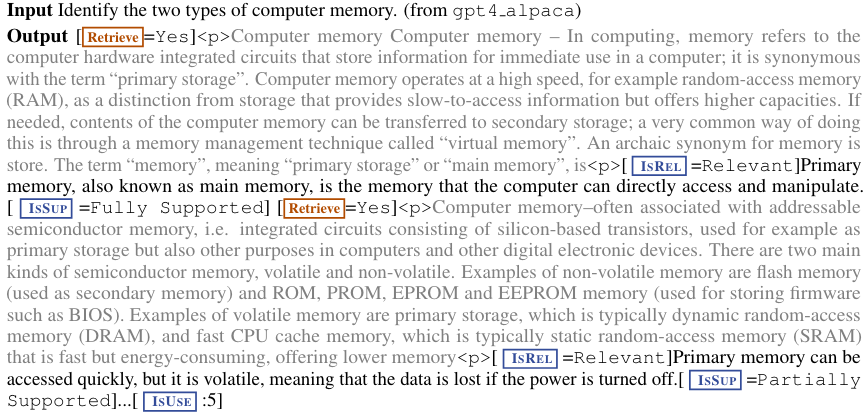 Input Identify the two types of computer memory. (from gpt4_alpaca)
Output [Retrieve=Yes]<p>Computer memory Computer memory – In computing, memory refers to the
computer hardware integrated circuits that store information for immediate use in a computer; it is synonymous
with the term “primary storage”. Computer memory operates at a high speed, for example random-access memory
(RAM), as a distinction from storage that provides slow-to-access information but offers higher capacities. If
needed, contents of the computer memory can be transferred to secondary storage; a very common way of doing
this is through a memory management technique called “virtual memory”. An archaic synonym for memory is
store. The term “memory”, meaning “primary storage” or “main memory”, is<p>[ ISREL =Relevant]Primary
memory, also known as main memory, is the memory that the computer can directly access and manipulate.
[ ISSUP =Fully Supported] [Retrieve=Yes]<p>Computer memory–often associated with addressable
semiconductor memory, i.e. integrated circuits consisting of silicon-based transistors, used for example as
primary storage but also other purposes in computers and other digital electronic devices. There are two main
kinds of semiconductor memory, volatile and non-volatile. Examples of non-volatile memory are flash memory
(used as secondary memory) and ROM, PROM, EPROM and EEPROM memory (used for storing firmware
such as BIOS). Examples of volatile memory are primary storage, which is typically dynamic random-access
memory (DRAM), and fast CPU cache memory, which is typically static random-access memory (SRAM)
that is fast but energy-consuming, offering lower memory<p>[ ISREL =Relevant]Primary memory can be
accessed quickly, but it is volatile, meaning that the data is lost if the power is turned off.[ ISSUP =Partially
Supported]...[ ISUSE :5]